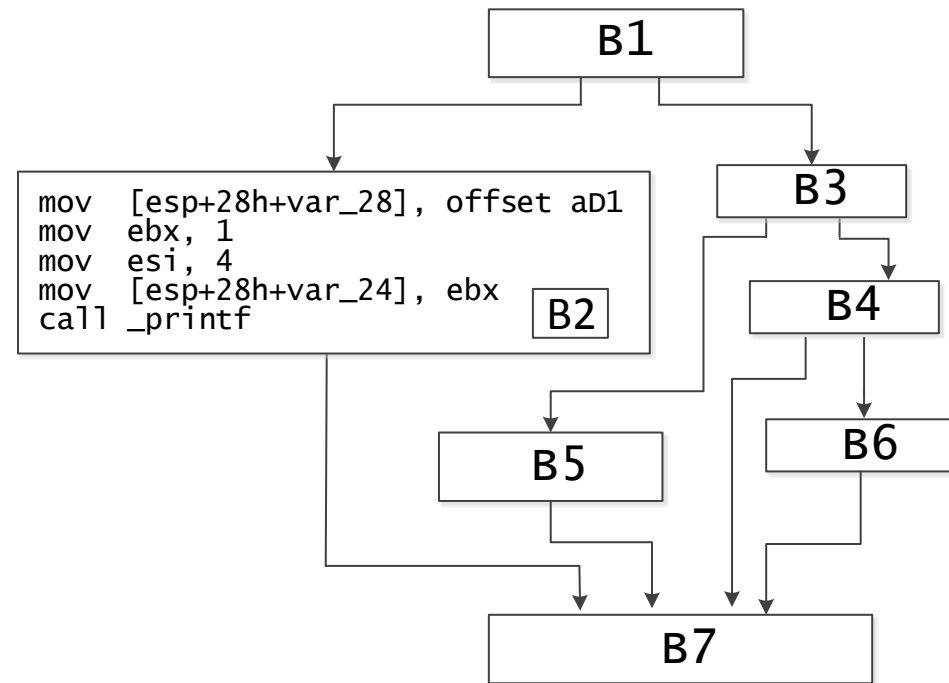 B1
mov [esp+28h+var_28], offset aD1
mov ebx, 1
mov esi, 4
mov [esp+28h+var_24], ebx
call _printf
B2
B3
B4
B5
B6
B7